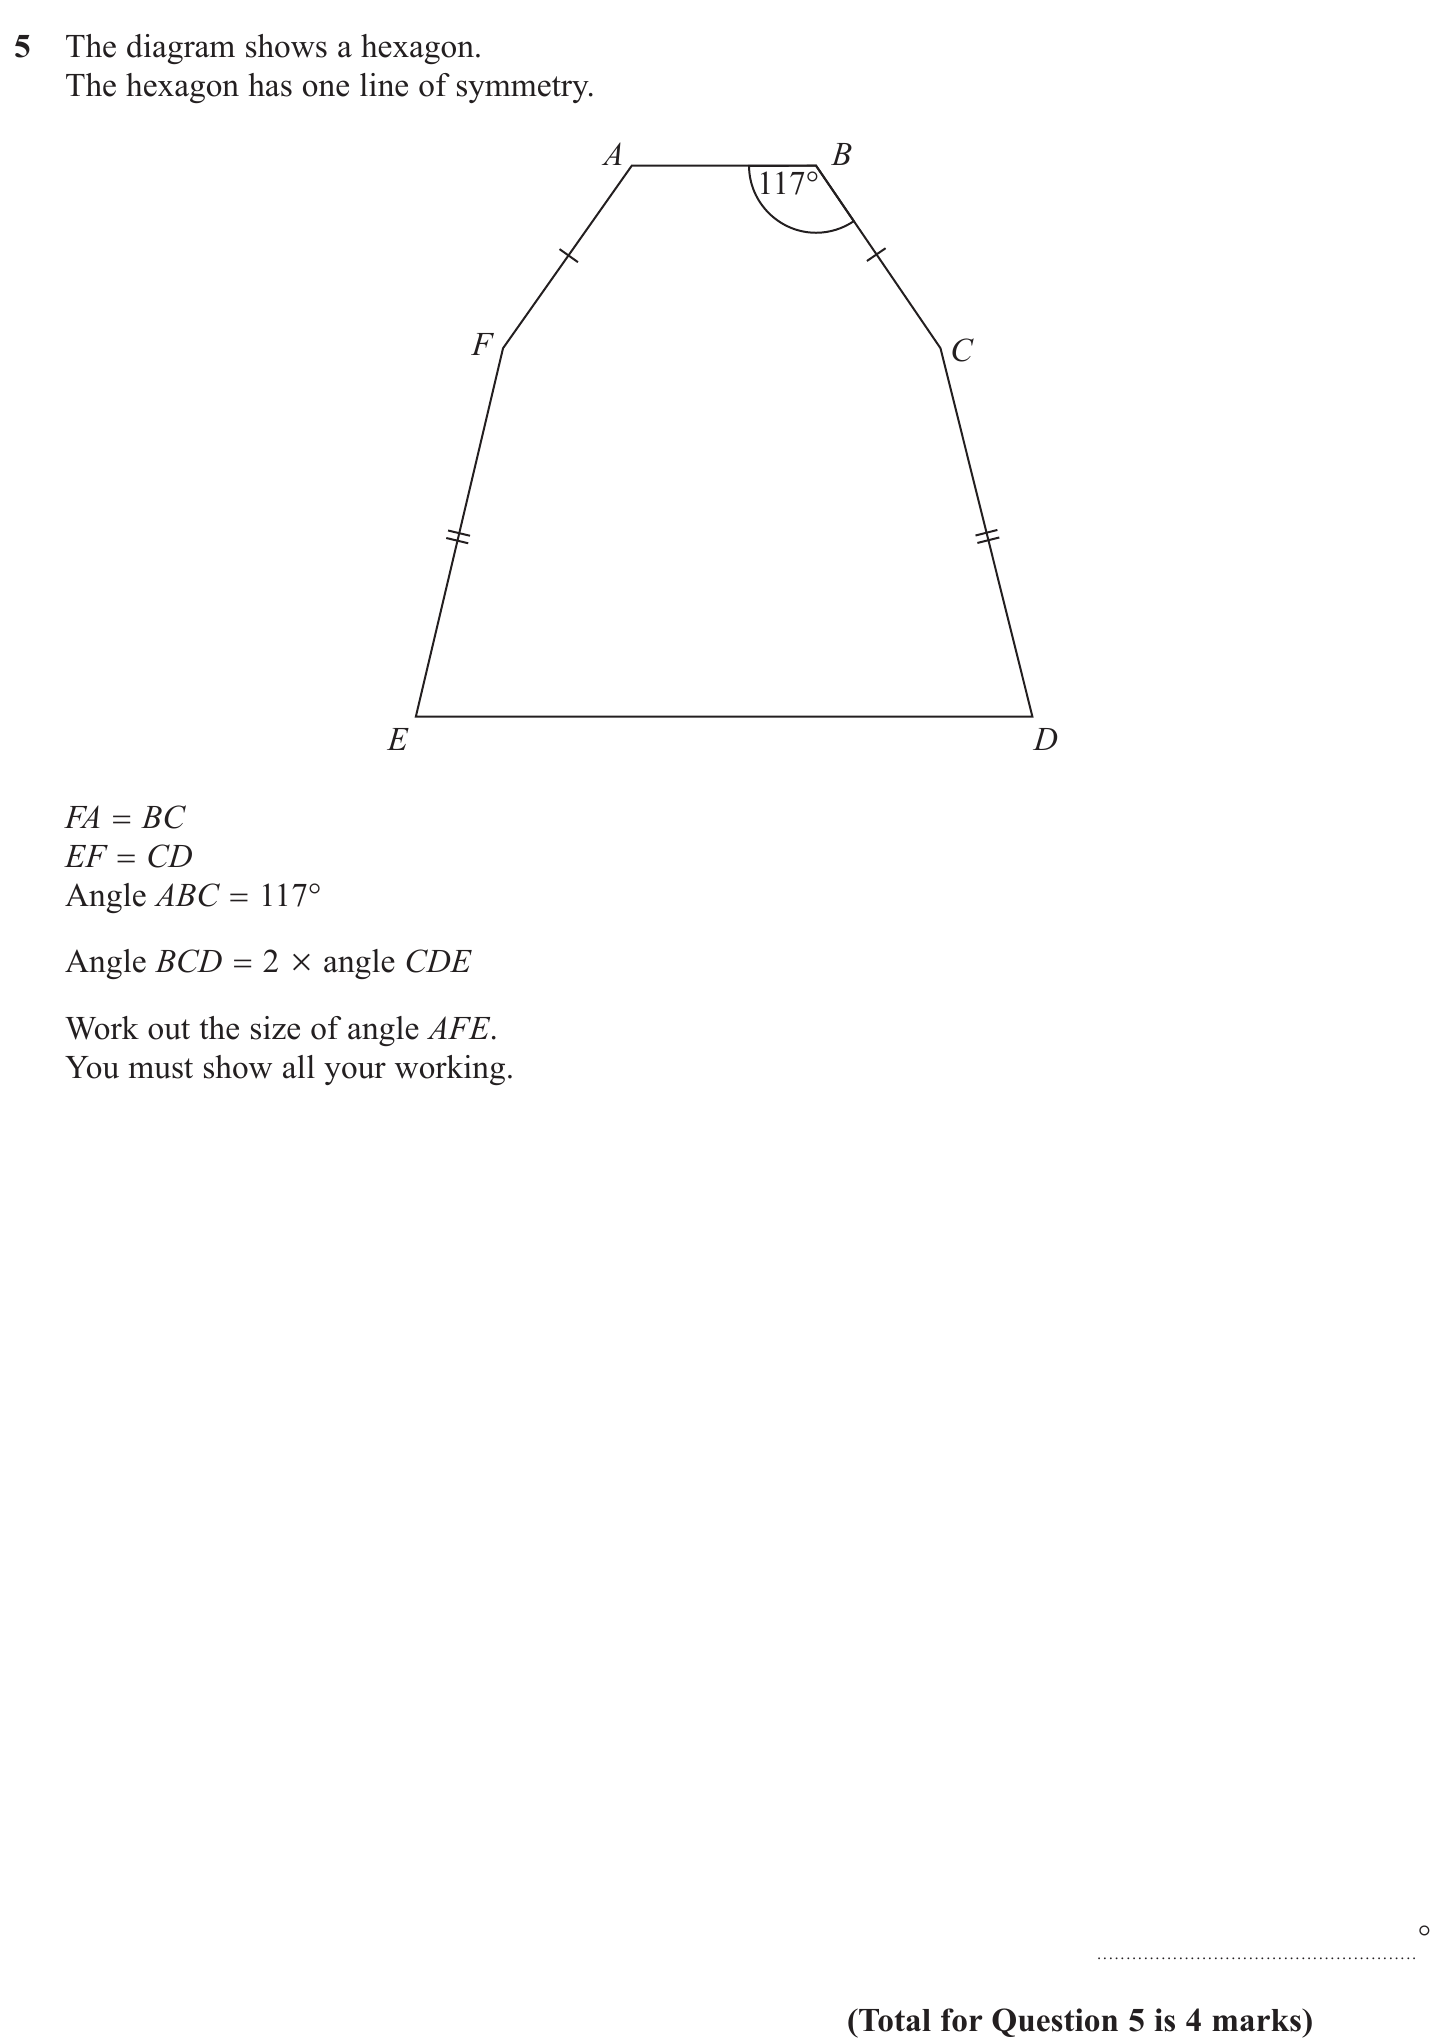 5 The diagram shows a hexagon.
The hexagon has one line of symmetry.
A B
117°
F C
E D
FA = BC
EF = CD
Angle ABC = 117°
Angle BCD = 2 × angle CDE
Work out the size of angle AFE.
You must show all your working.
°
(Total for Question 5 is 4 marks)